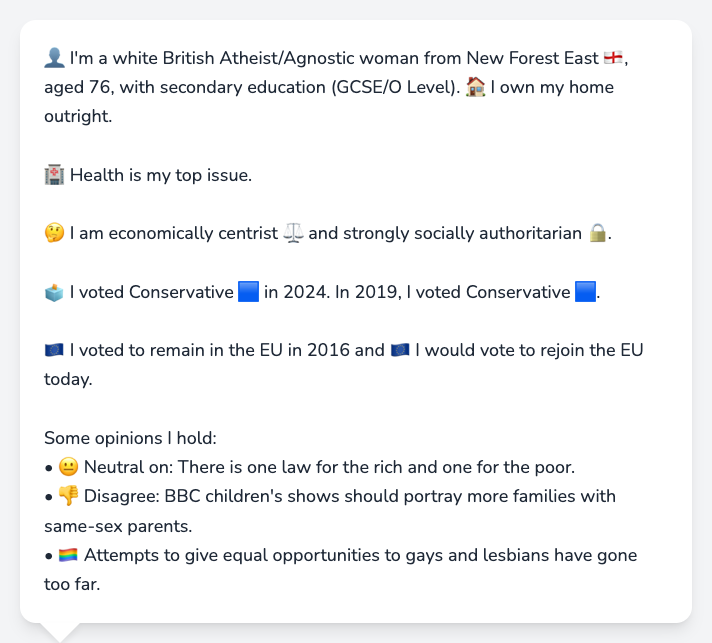 👤 I'm a white British Atheist/Agnostic woman from New Forest East 🏴󠁧󠁢󠁥󠁮󠁧󠁿,
aged 76, with secondary education (GCSE/O Level). 🏠 I own my home
outright.
🏥 Health is my top issue.
🤔 I am economically centrist ⚖️ and strongly socially authoritarian 🔒.
🗳️ I voted Conservative 🟦 in 2024. In 2019, I voted Conservative 🟦.
🇪🇺 I voted to remain in the EU in 2016 and 🇪🇺 I would vote to rejoin the EU
today.
Some opinions I hold:
• 😐 Neutral on: There is one law for the rich and one for the poor.
• 👎 Disagree: BBC children's shows should portray more families with
same-sex parents.
• 🏳️‍🌈 Attempts to give equal opportunities to gays and lesbians have gone
too far.